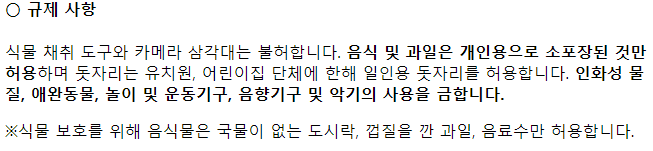 ○ 규제 사항
식물 채취 도구와 카메라 삼각대는 불허합니다. 음식 및 과일은 개인용으로 소포장된 것만
허용하며 돗자리는 유치원, 어린이집 단체에 한해 일인용 돗자리를 허용합니다. 인화성 물
질, 애완동물, 놀이 및 운동기구, 음향기구 및 악기의 사용을 금합니다.
※식물 보호를 위해 음식물은 국물이 없는 도시락, 껍질을 깐 과일, 음료수만 허용합니다.